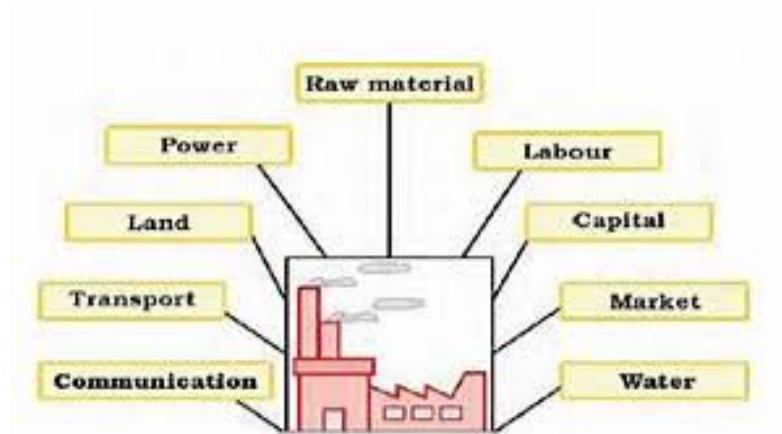 Raw material
Power
Labour
Land
Capital
Transport
Market
Communication
Water